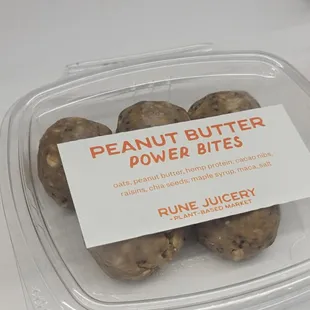 PEANUT BUTTER
POWER BITES
oats, peanut butter, hemp protein, cacao nibs,
raisins, chia seeds, maple syrup, maca, salt
RUNE JUICERY
+ PLANT-BASED MARKET